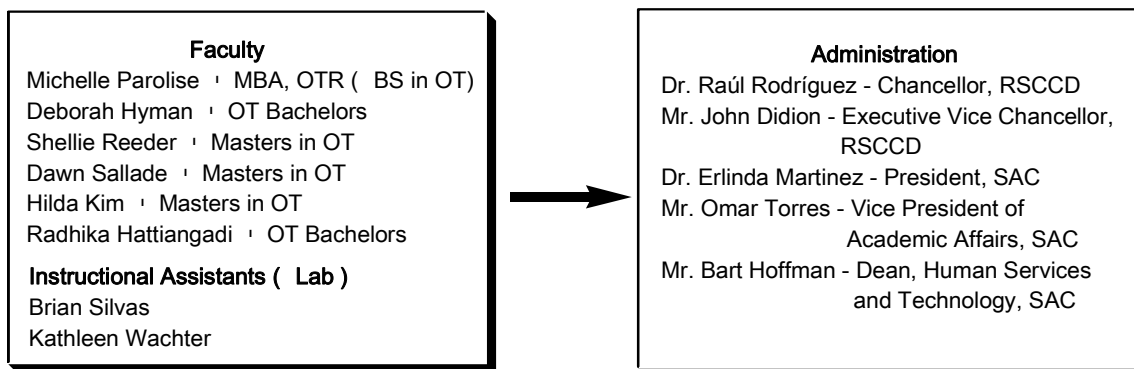 Faculty
Michelle Parolise ' MBA, OTR ( BS in OT)
Deborah Hyman ' OT Bachelors
Shellie Reeder ' Masters in OT
Dawn Sallade ' Masters in OT
Hilda Kim ' Masters in OT
Radhika Hattiangadi ' OT Bachelors
Instructional Assistants ( Lab )
Brian Silvas
Kathleen Wachter
Administration
Dr. Raúl Rodríguez - Chancellor, RSCCD
Mr. John Didion - Executive Vice Chancellor,
RSCCD
Dr. Erlinda Martinez - President, SAC
Mr. Omar Torres - Vice President of
Academic Affairs, SAC
Mr. Bart Hoffman - Dean, Human Services
and Technology, SAC